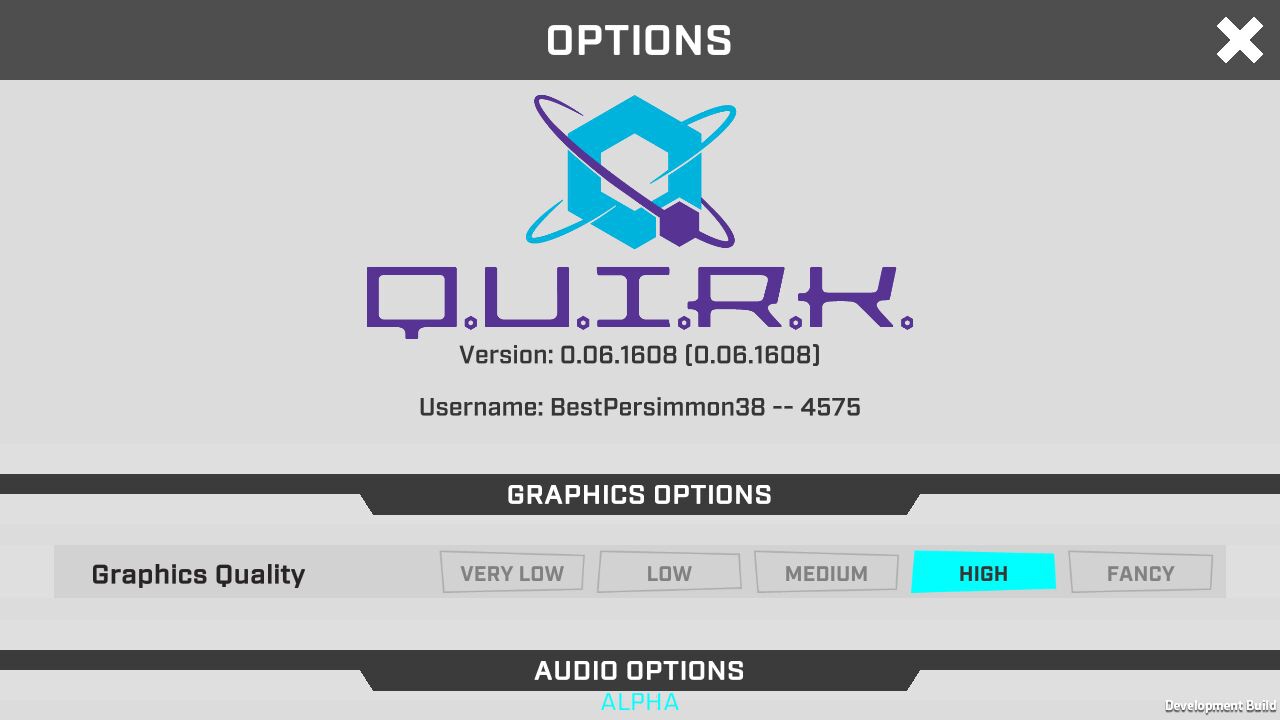 OPTIONS
Q.U.I.R.K.
Version: 0.06.1608 [0.06.1608]
Username: BestPersimmon38 -- 4575
GRAPHICS OPTIONS
Graphics Quality VERY LOW LOW MEDIUM HIGH FANCY
AUDIO OPTIONS
ALPHA
Development Build